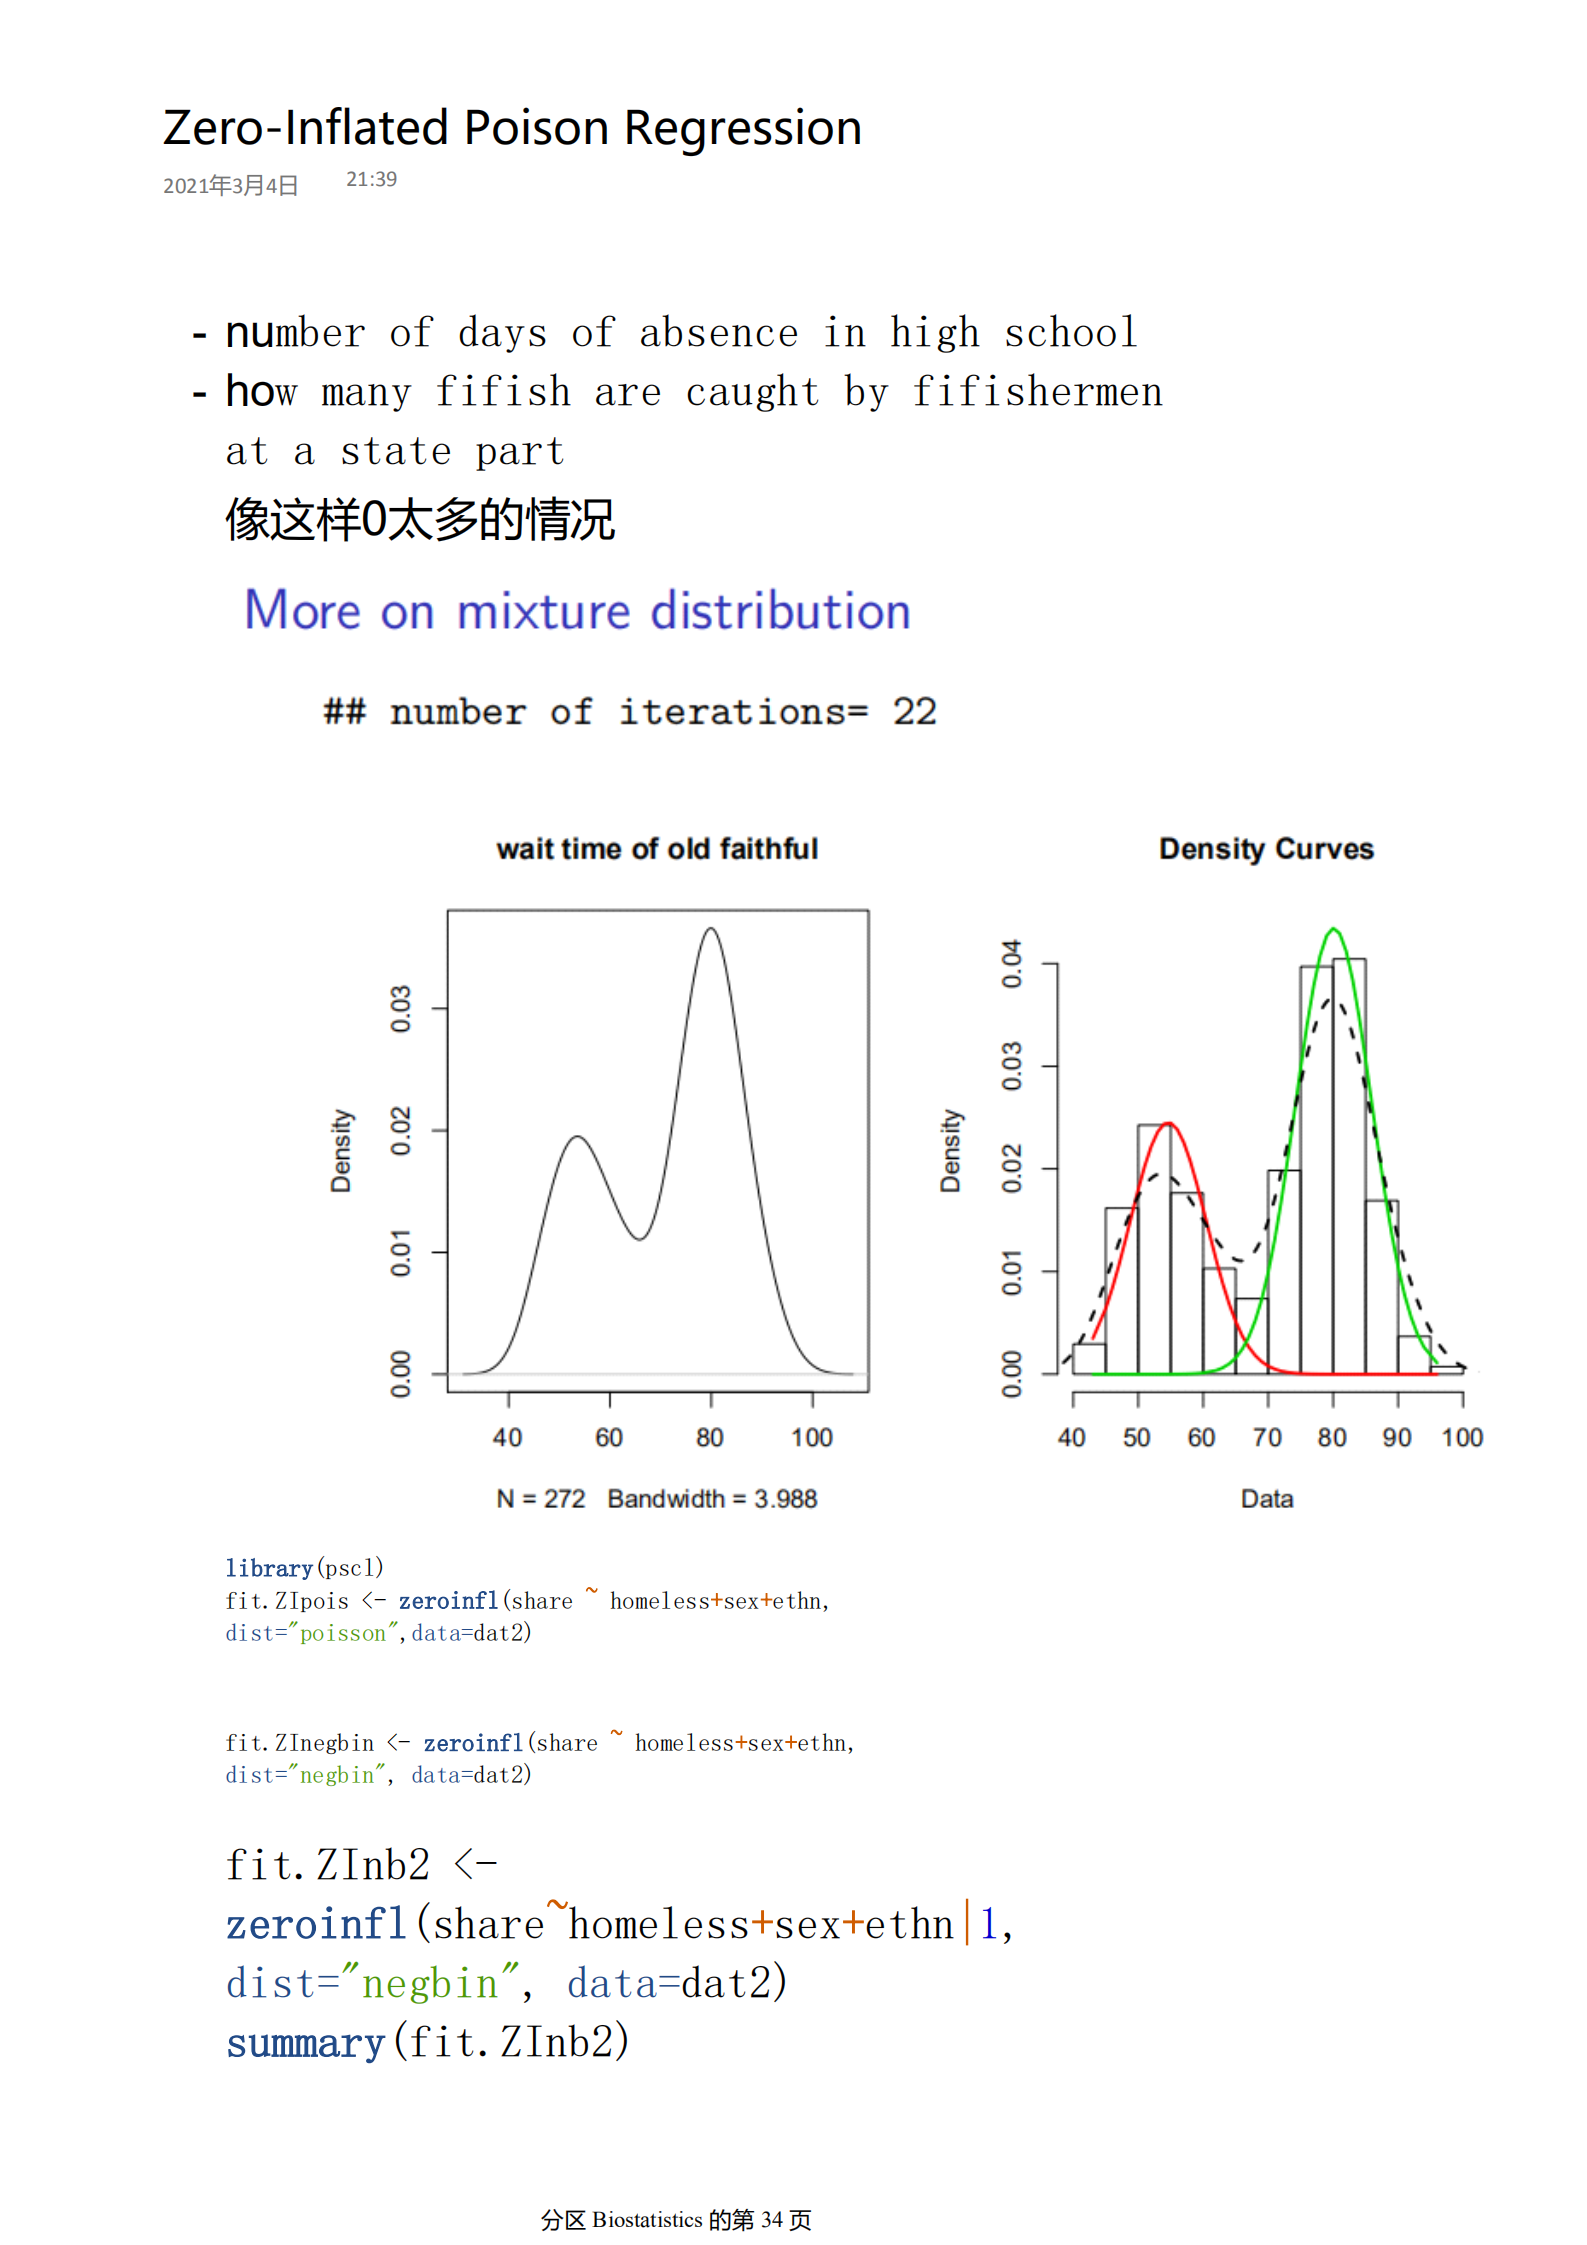 Zero-Inflated Poison Regression
2021年3月4日 21:39
- number of days of absence in high school
- how many fifish are caught by fifishermen
at a state part
像这样0太多的情况
More on mixture distribution
## number of iterations= 22
wait time of old faithful
Density
0.00 0.01 0.02 0.03
40 60 80 100
N = 272 Bandwidth = 3.988
Density Curves
Density
0.00 0.01 0.02 0.03 0.04
40 50 60 70 80 90 100
Data
library(pscl)
fit.ZIpois <- zeroinfl(share ~ homeless+sex+ethn,
dist="poisson",data=dat2)
fit.ZInegbin <- zeroinfl(share ~ homeless+sex+ethn,
dist="negbin", data=dat2)
fit.ZInb2 <-
zeroinfl(share~homeless+sex+ethn|1,
dist="negbin", data=dat2)
summary(fit.ZInb2)
分区 Biostatistics 的第 34 页